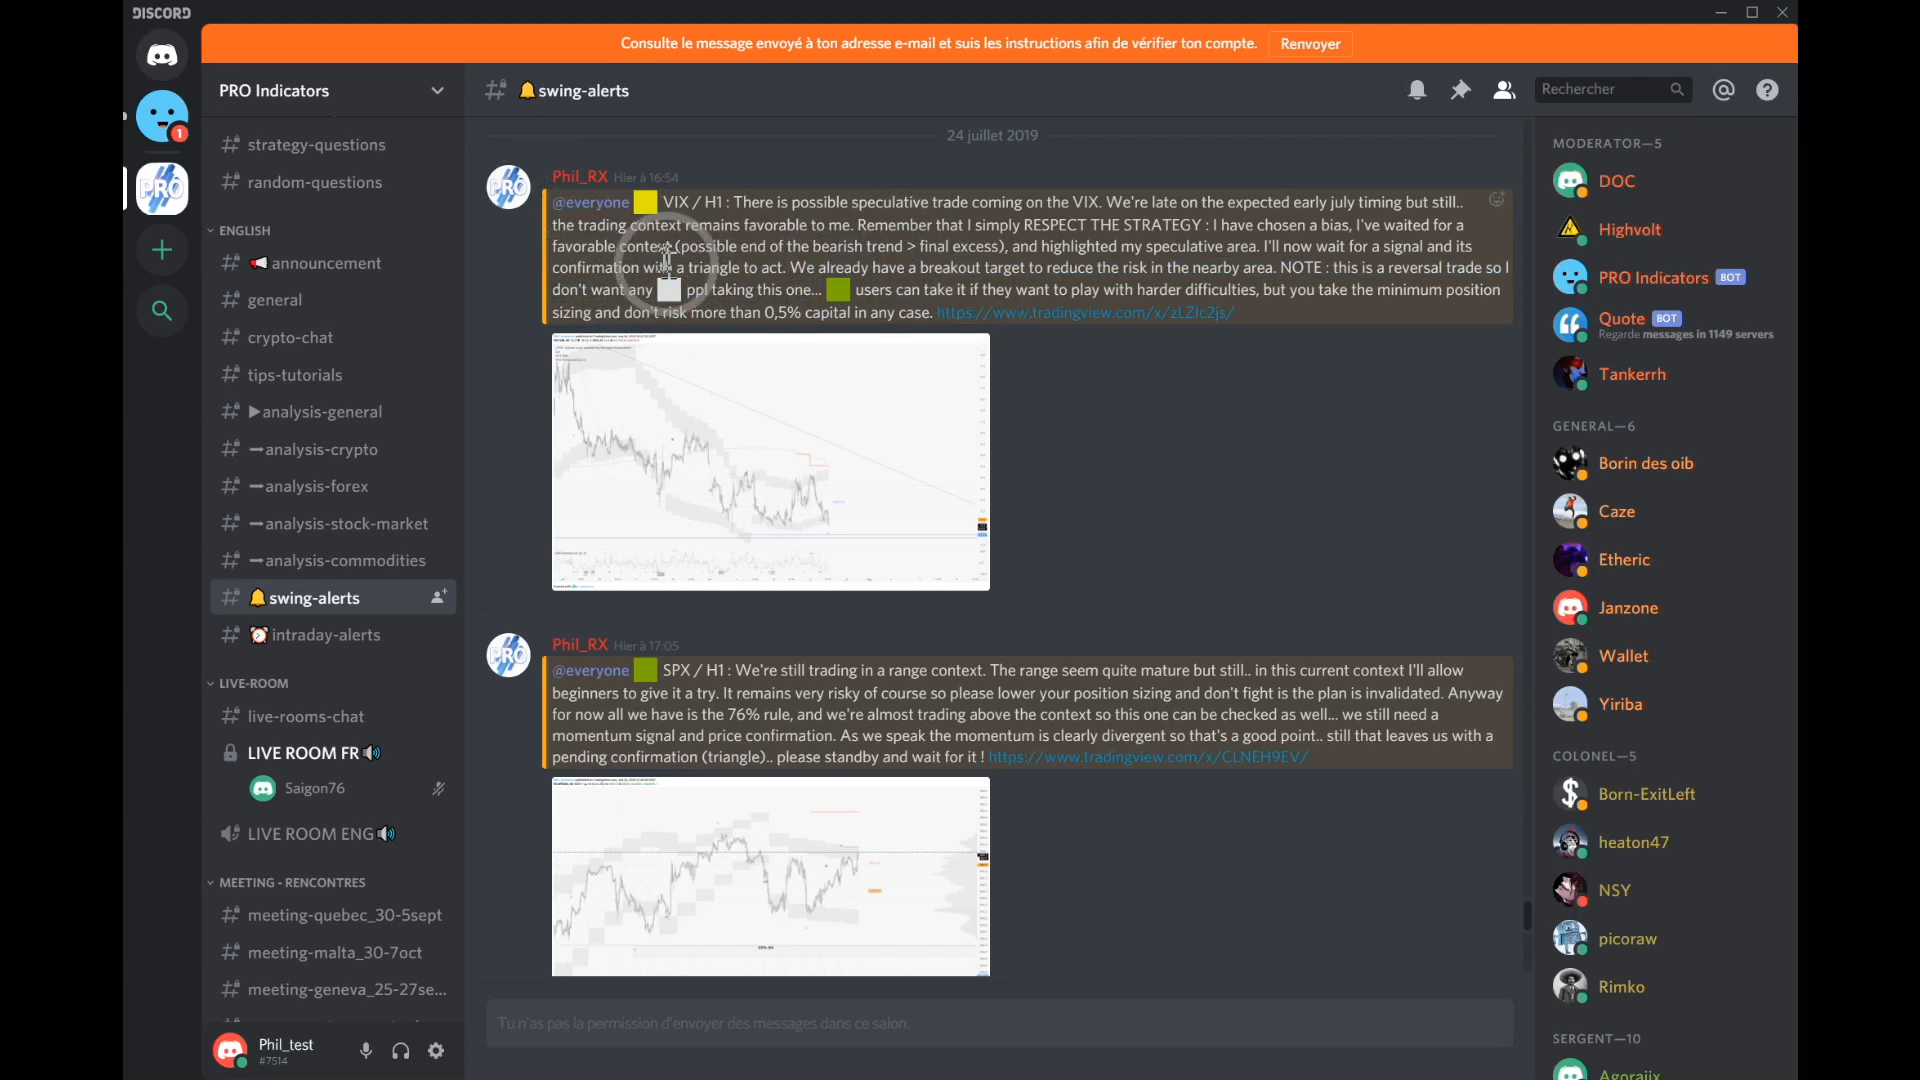 DISCORD
Consulte le message envoyé à ton adresse e-mail et suis les instructions afin de vérifier ton compte. Renvoyer
PRO Indicators
strategy-questions
random-questions
ENGLISH
announcement
general
crypto-chat
tips-tutorials
analysis-general
analysis-crypto
analysis-forex
analysis-stock-market
analysis-commodities
swing-alerts
intraday-alerts
LIVE-ROOM
live-rooms-chat
LIVE ROOM FR
Saigon76
LIVE ROOM ENG
MEETING - RENCONTRES
meeting-quebec_30-5sept
meeting-malta_30-7oct
meeting-geneva_25-27se...
Phil_test
#7514
1
PRO
swing-alerts
Rechercher
24 juillet 2019
PRO
Phil_RX Hier à 16:54
@everyone VIX / H1 : There is possible speculative trade coming on the VIX. We're late on the expected early july timing but still..
the trading context remains favorable to me. Remember that I simply RESPECT THE STRATEGY : I have chosen a bias, I've waited for a
favorable context (possible end of the bearish trend > final excess), and highlighted my speculative area. I'll now wait for a signal and its
confirmation with a triangle to act. We already have a breakout target to reduce the risk in the nearby area. NOTE : this is a reversal trade so I
don't want any ppl taking this one... users can take it if they want to play with harder difficulties, but you take the minimum position
sizing and don't risk more than 0,5% capital in any case. https://www.tradingview.com/x/zLZIc2js/
PRO
Phil_RX Hier à 17:05
@everyone SPX / H1 : We're still trading in a range context. The range seem quite mature but still.. in this current context I'll allow
beginners to give it a try. It remains very risky of course so please lower your position sizing and don't fight is the plan is invalidated. Anyway
for now all we have is the 76% rule, and we're almost trading above the context so this one can be checked as well... we still need a
momentum signal and price confirmation. As we speak the momentum is clearly divergent so that's a good point.. still that leaves us with a
pending confirmation (triangle).. please standby and wait for it ! https://www.tradingview.com/x/CLNEH9EV/
Tu n'as pas la permission d'envoyer des messages dans ce salon.
MODERATOR—5
DOC
Highvolt
PRO Indicators BOT
Quote BOT
Regarde messages in 1149 servers
Tankerrh
GENERAL—6
Borin des oib
Caze
Etheric
Janzone
Wallet
Yiriba
COLONEL—5
Born-ExitLeft
heaton47
NSY
picoraw
Rimko
SERGENT—10
Agorajix